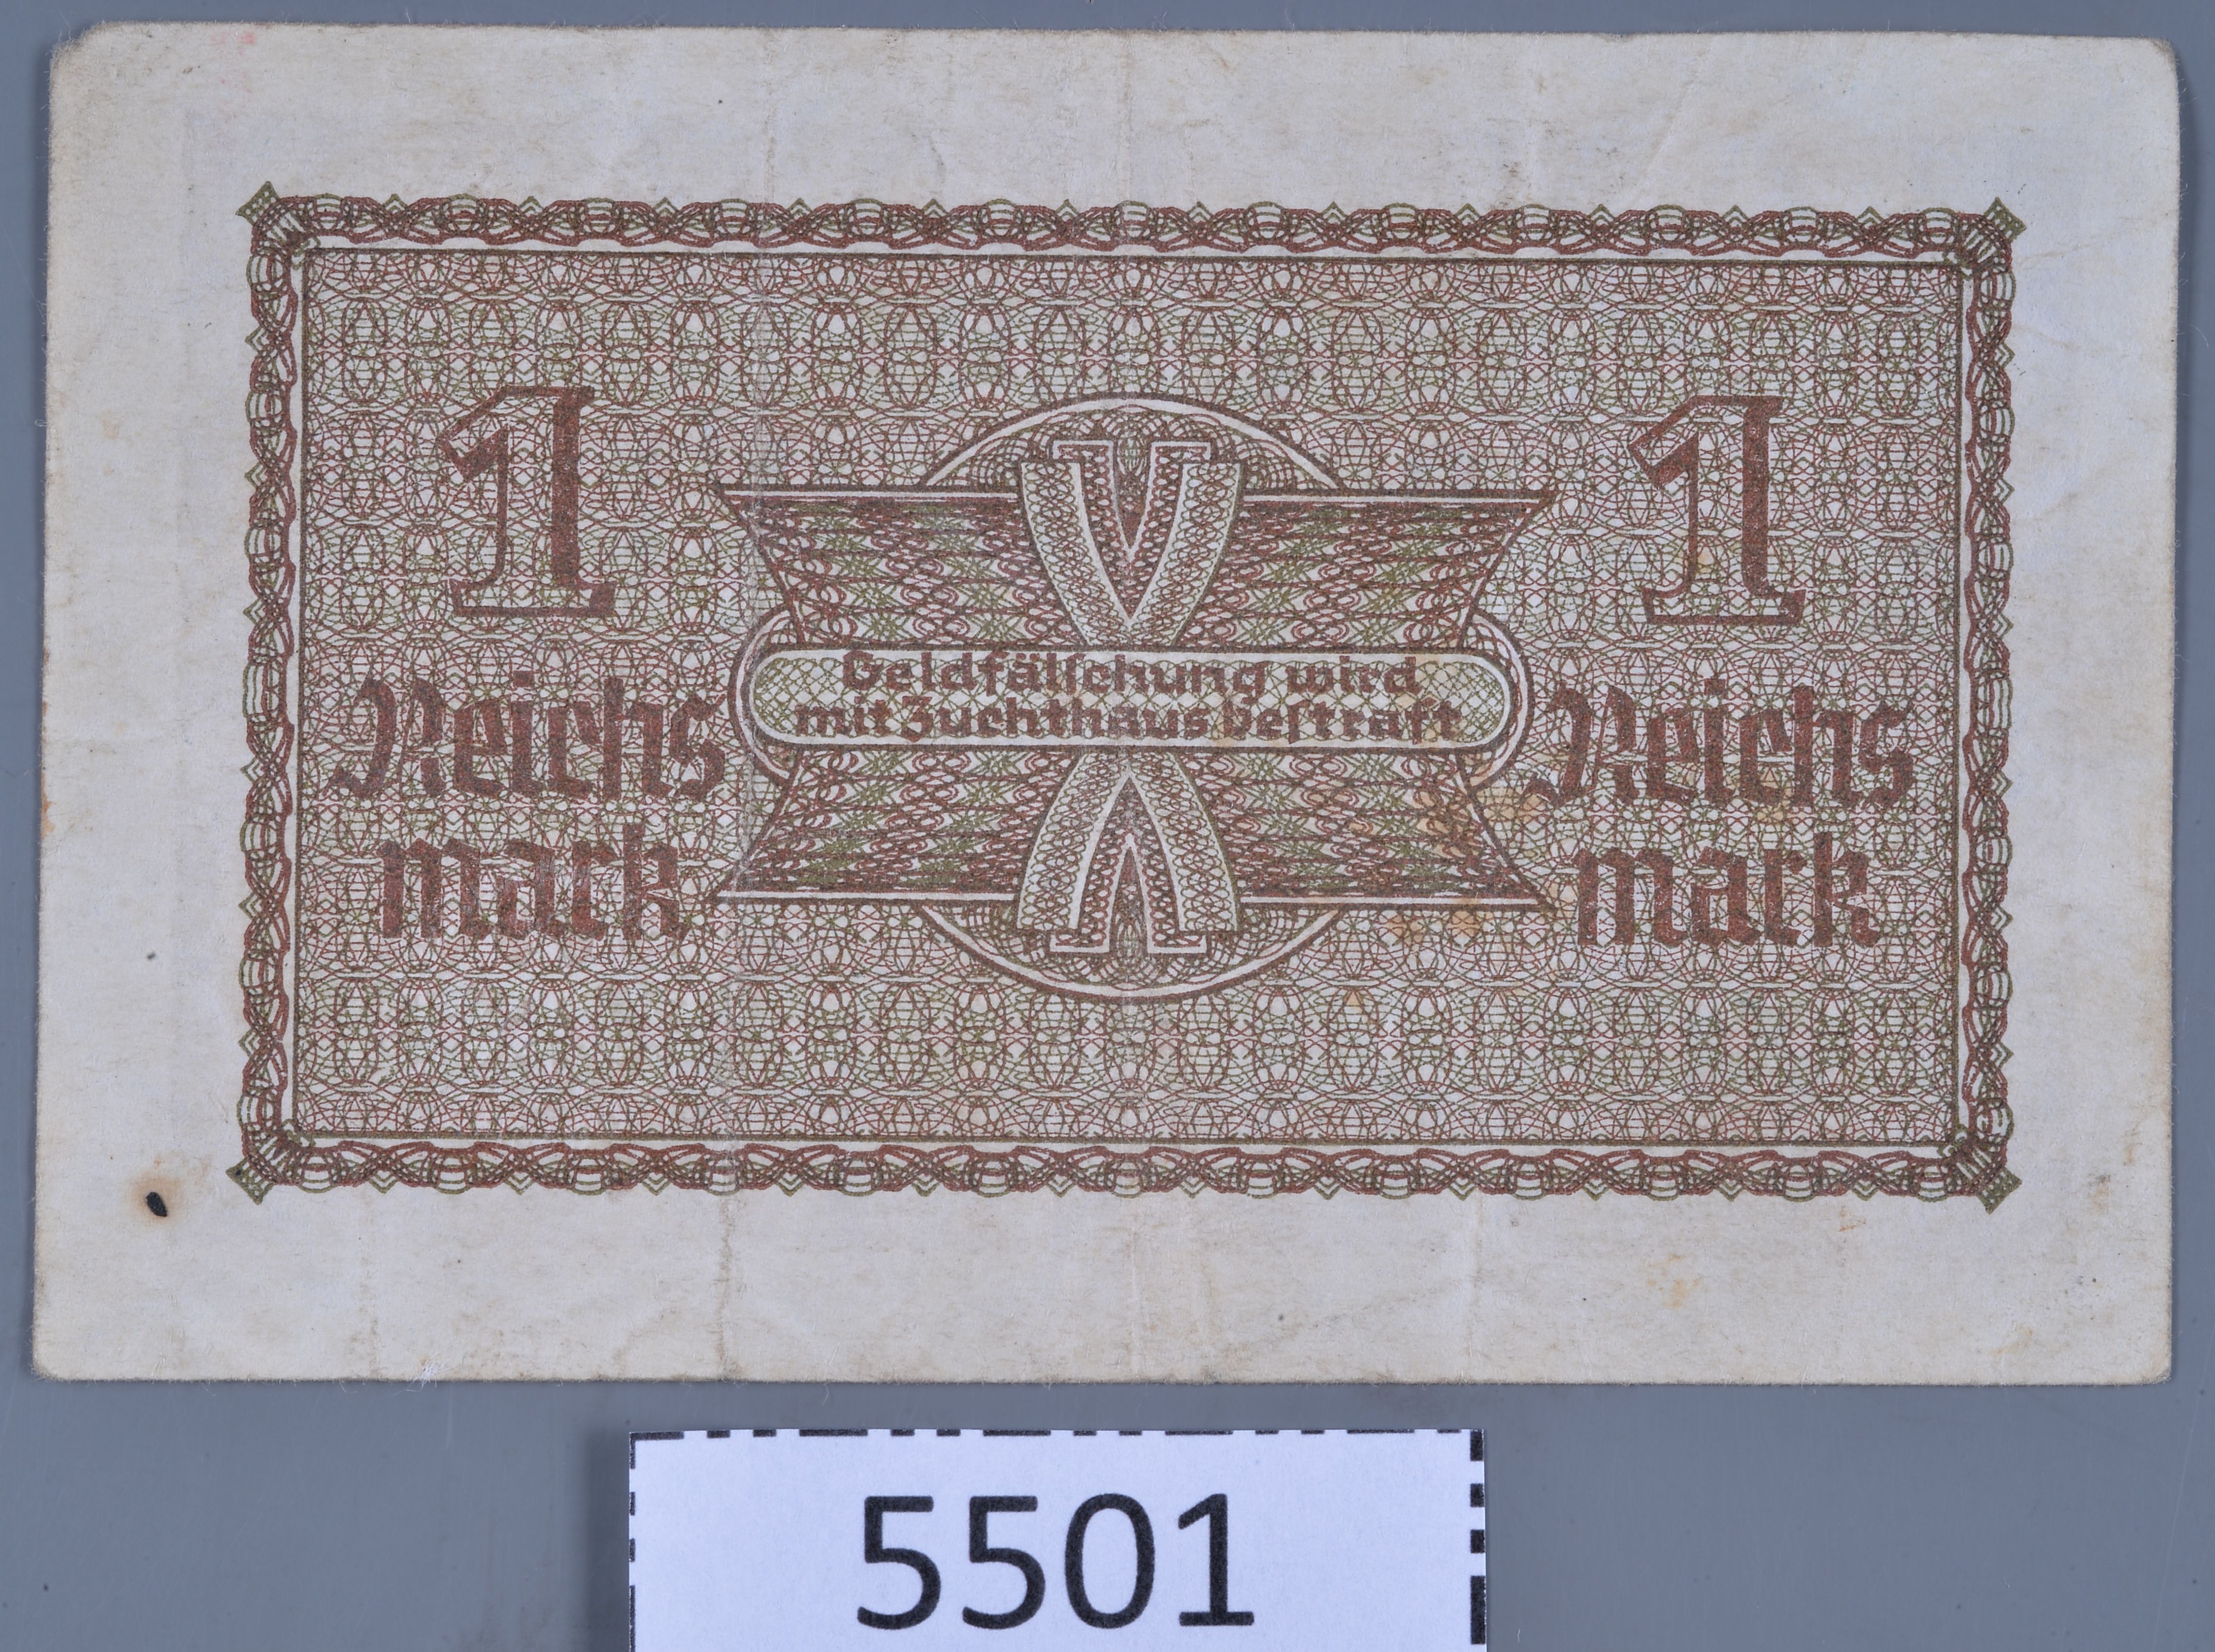 1
1
Geldfälschung wird
mit Zuchthaus bestraft
Reichs
mark
Reichs
mark
5501